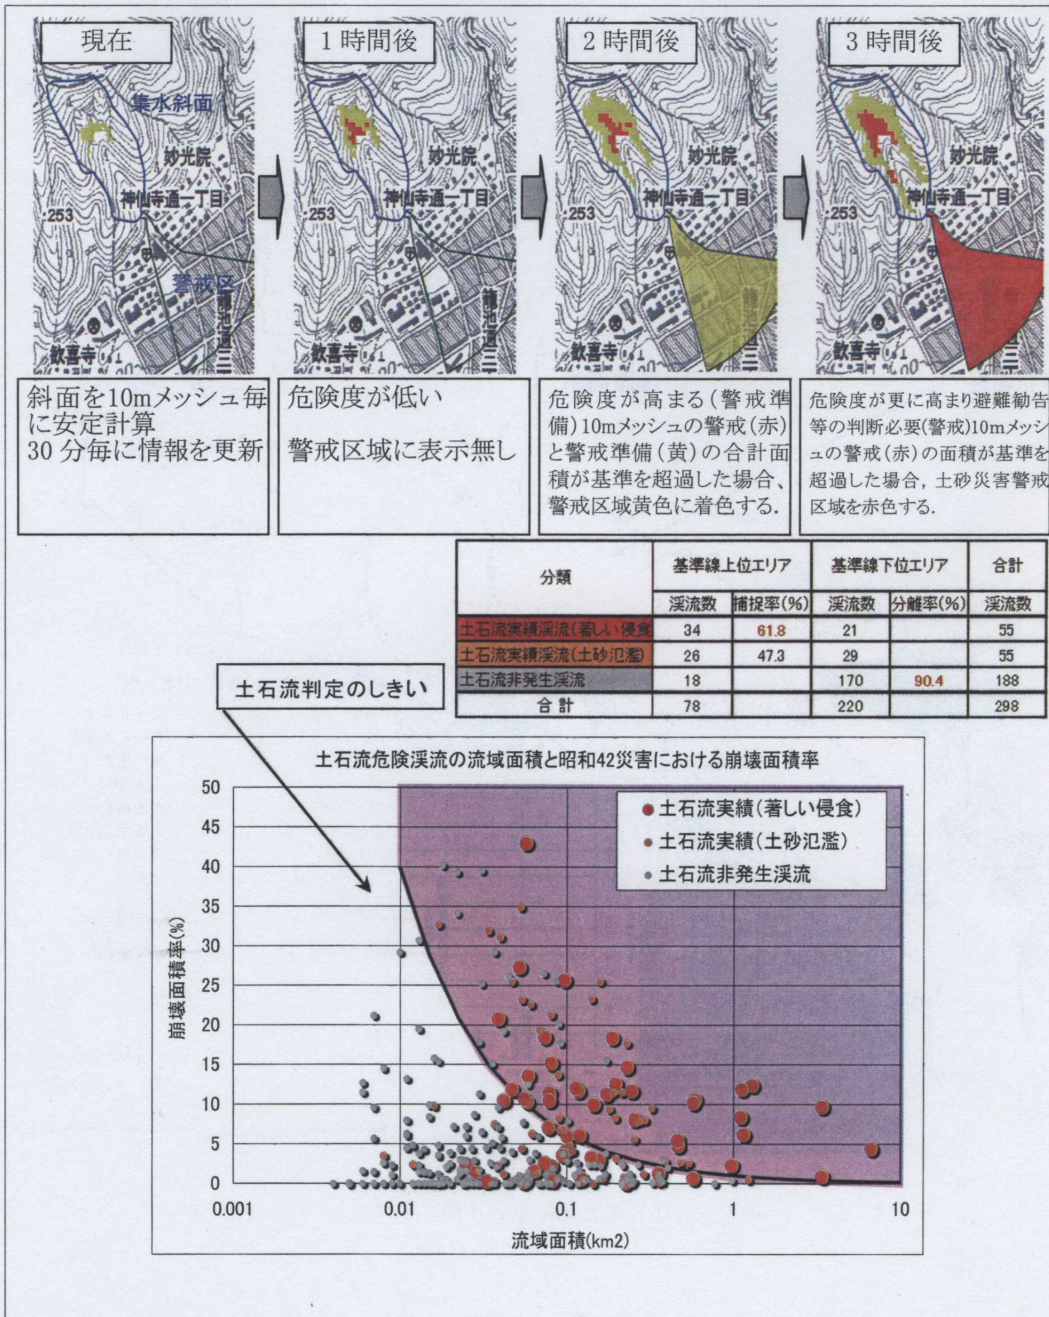 現在
1時間後
2時間後
3時間後
集水斜面
妙光院
神仙寺通一丁目
253
警戒区
籠池通三
歓喜寺
妙光院
神仙寺通一丁目
253
籠池通三
歓喜寺
妙光院
神仙寺通一丁目
253
歓喜寺
妙光院
神仙寺通一丁目
253
歓喜寺
斜面を10mメッシュ毎
に安定計算
30分毎に情報を更新
危険度が低い
警戒区域に表示無し
危険度が高まる(警戒準
備)10mメッシュの警戒(赤)
と警戒準備(黄)の合計面
積が基準を超過した場合、
警戒区域黄色に着色する.
危険度が更に高まり避難勧告
等の判断必要(警戒)10mメッシ
ュの警戒(赤)の面積が基準を
超過した場合, 土砂災害警戒
区域を赤色する.
分類 基準線上位エリア 基準線下位エリア 合計
渓流数 捕捉率(%) 渓流数 分離率(%) 渓流数
土石流実績渓流(著しい侵食 34 61.8 21 55
土石流実績渓流(土砂氾濫) 26 47.3 29 55
土石流非発生渓流 18 170 90.4 188
合計 78 220 298
土石流判定のしきい
土石流危険渓流の流域面積と昭和42災害における崩壊面積率
土石流実績(著しい侵食)
土石流実績(土砂氾濫)
土石流非発生渓流
崩壊面積率(%)
50
45
40
35
30
25
20
15
10
5
0
0.001 0.01 0.1 1 10
流域面積(km2)